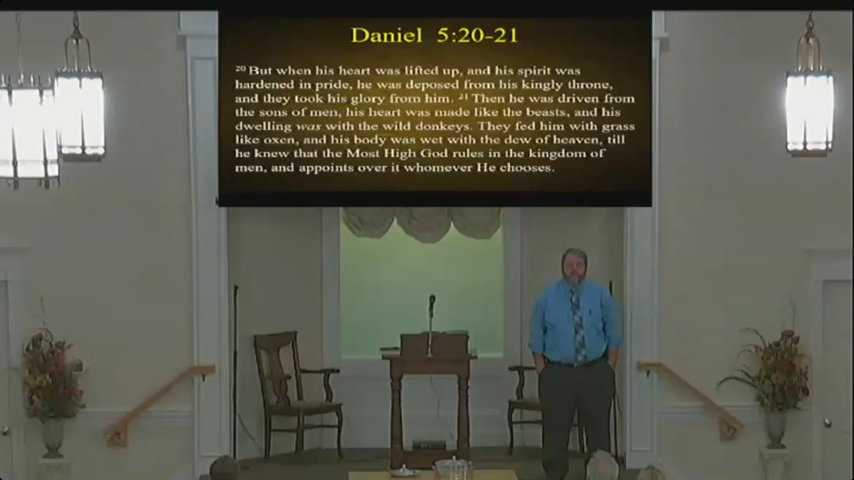 Daniel 5:20-21
20 But when his heart was lifted up, and his spirit was
hardened in pride, he was deposed from his kingly throne,
and they took his glory from him. 21 Then he was driven from
the sons of men, his heart was made like the beasts, and his
dwelling was with the wild donkeys. They fed him with grass
like oxen, and his body was wet with the dew of heaven, till
he knew that the Most High God rules in the kingdom of
men, and appoints over it whomever He chooses.